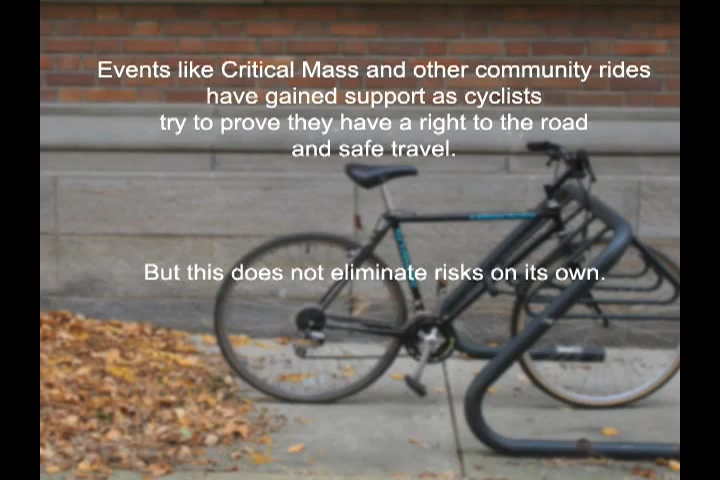 Events like Critical Mass and other community rides
have gained support as cyclists
try to prove they have a right to the road
and safe travel.
But this does not eliminate risks on its own.